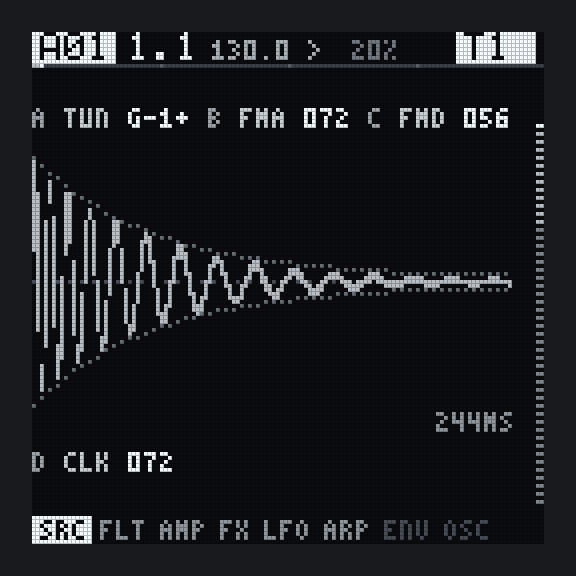 A01 1.1 130.0 > 20% T1
A TUN G-1+ B FMA 072 C FMD 056
244MS
D CLK 072
SRC FLT AMP FX LFO ARP ENV OSC